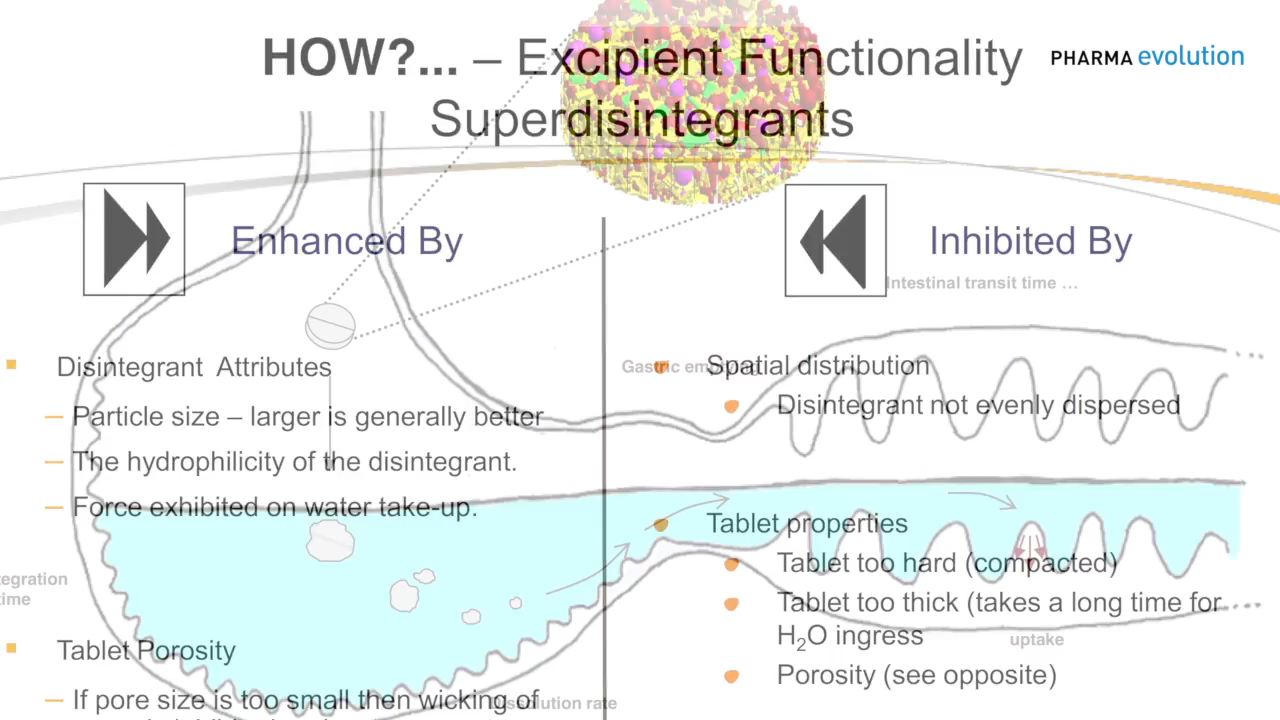 HOW?... – Excipient Functionality
Superdisintegrants
PHARMA evolution
Enhanced By
Disintegrant Attributes
– Particle size – larger is generally better
– The hydrophilicity of the disintegrant.
– Force exhibited on water take-up.
Tablet Porosity
– If pore size is too small then wicking of
Inhibited By
Intestinal transit time ...
Spatial distribution
Disintegrant not evenly dispersed
Tablet properties
Tablet too hard (compacted)
Tablet too thick (takes a long time for
H₂O ingress
Porosity (see opposite)
Gastric
time
uptake
rate